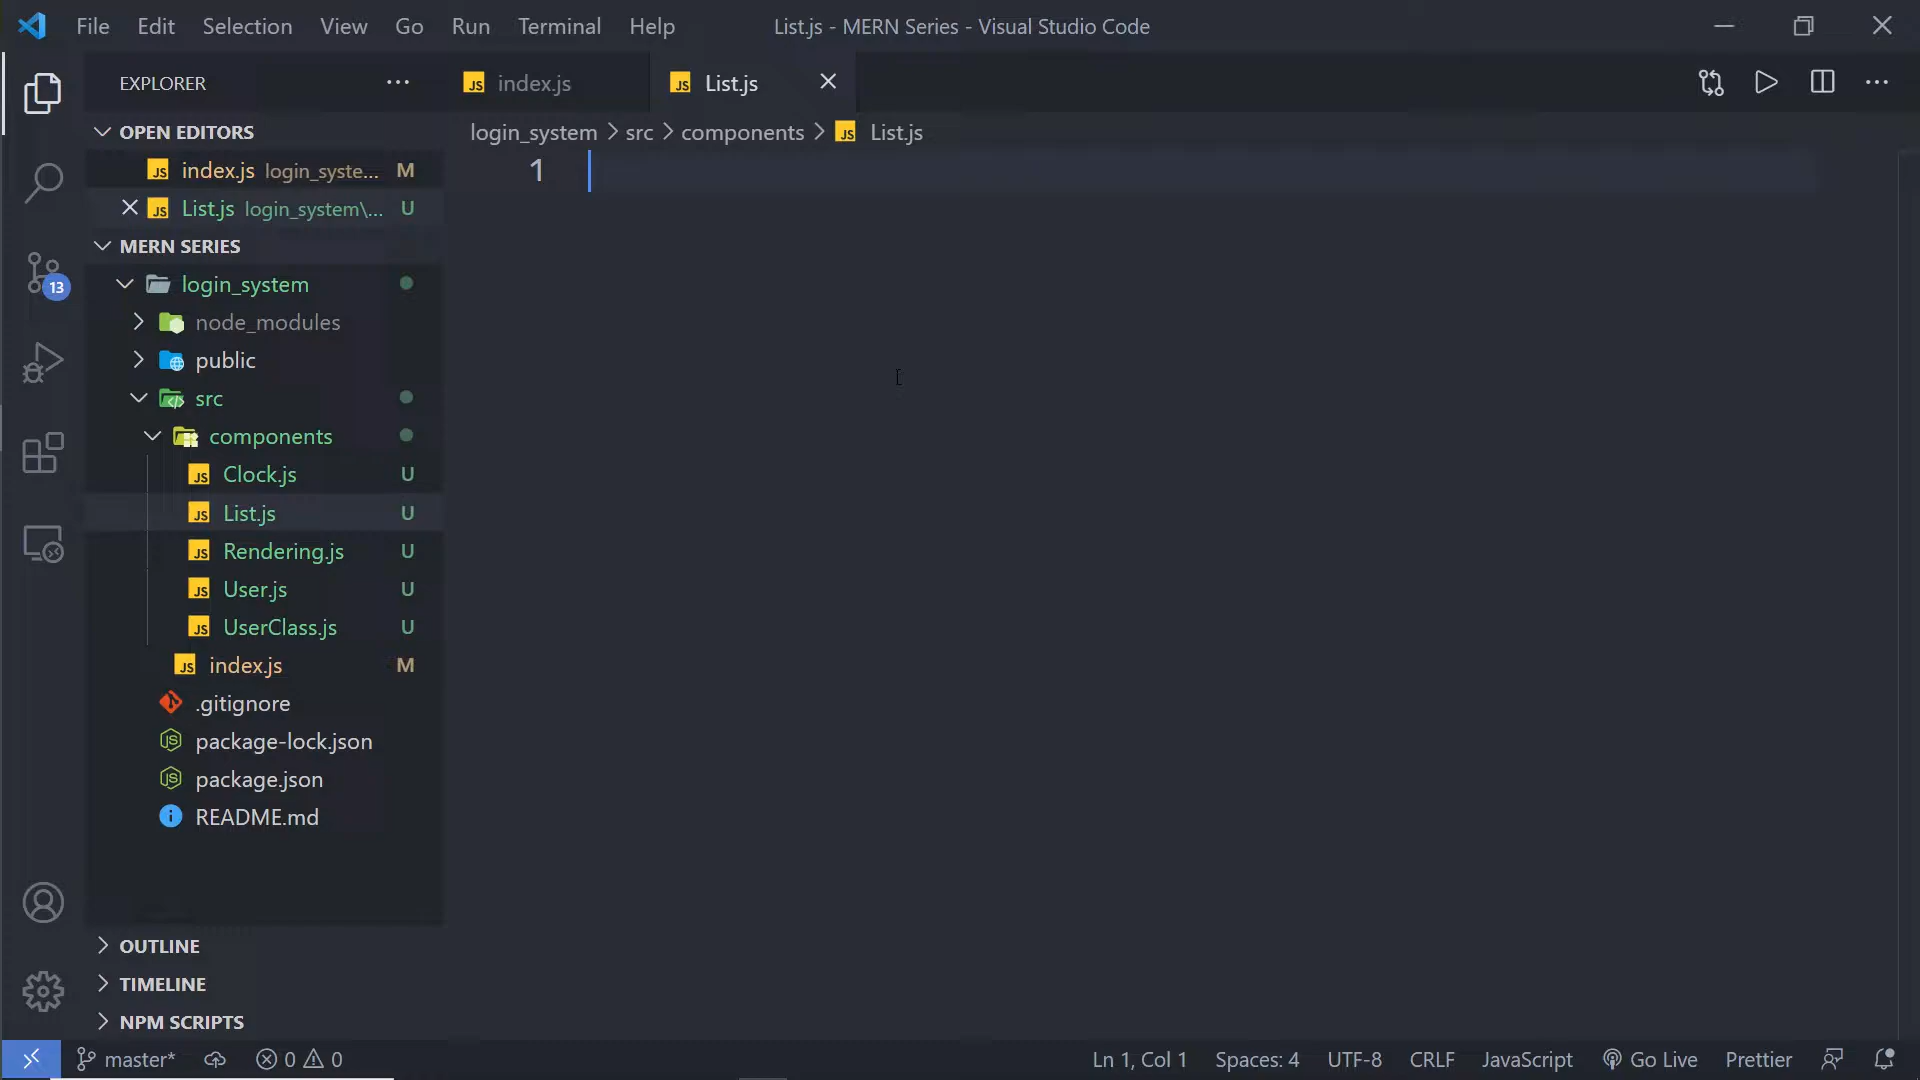 File Edit Selection View Go Run Terminal Help List.js - MERN Series - Visual Studio Code
EXPLORER
index.js
List.js
OPEN EDITORS
index.js login_syste... M
List.js login_system\... U
MERN SERIES
login_system
node_modules
public
src
components
Clock.js U
List.js U
Rendering.js U
User.js U
UserClass.js U
index.js M
.gitignore
package-lock.json
package.json
README.md
OUTLINE
TIMELINE
NPM SCRIPTS
login_system > src > components > JS List.js
1
13
master* 0 0 Ln 1, Col 1 Spaces: 4 UTF-8 CRLF JavaScript Go Live Prettier